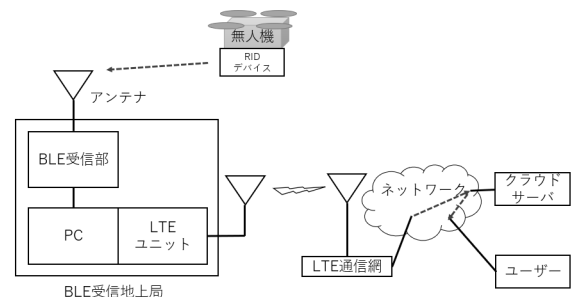 無人機
RID
デバイス
アンテナ
BLE受信部
PC
LTE
ユニット
BLE受信地上局
LTE通信網
ネットワーク
クラウド
サーバ
ユーザー